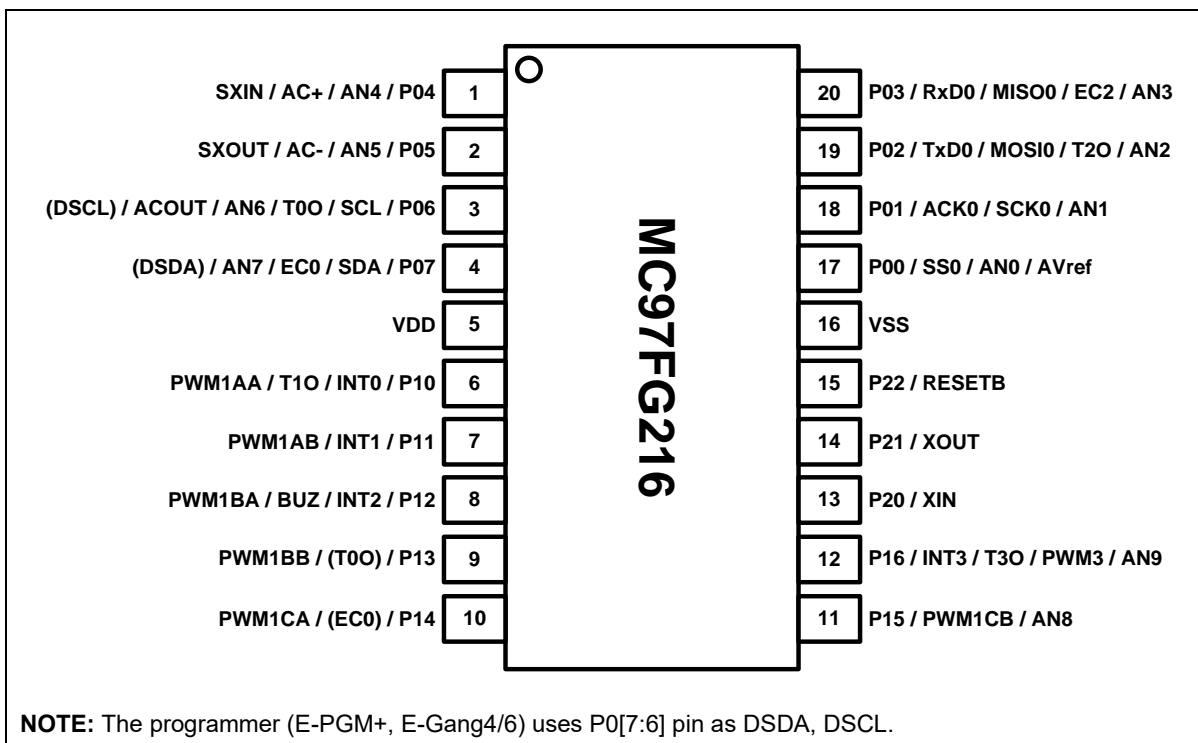 SXIN / AC+ / AN4 / P04 1
SXOUT / AC- / AN5 / P05 2
(DSCL) / ACOUT / AN6 / T0O / SCL / P06 3
(DSDA) / AN7 / EC0 / SDA / P07 4
VDD 5
PWM1AA / T1O / INT0 / P10 6
PWM1AB / INT1 / P11 7
PWM1BA / BUZ / INT2 / P12 8
PWM1BB / (T0O) / P13 9
PWM1CA / (EC0) / P14 10
MC97FG216
20 P03 / RxD0 / MISO0 / EC2 / AN3
19 P02 / TxD0 / MOSI0 / T2O / AN2
18 P01 / ACK0 / SCK0 / AN1
17 P00 / SS0 / AN0 / AVref
16 VSS
15 P22 / RESETB
14 P21 / XOUT
13 P20 / XIN
12 P16 / INT3 / T3O / PWM3 / AN9
11 P15 / PWM1CB / AN8
NOTE: The programmer (E-PGM+, E-Gang4/6) uses P0[7:6] pin as DSDA, DSCL.